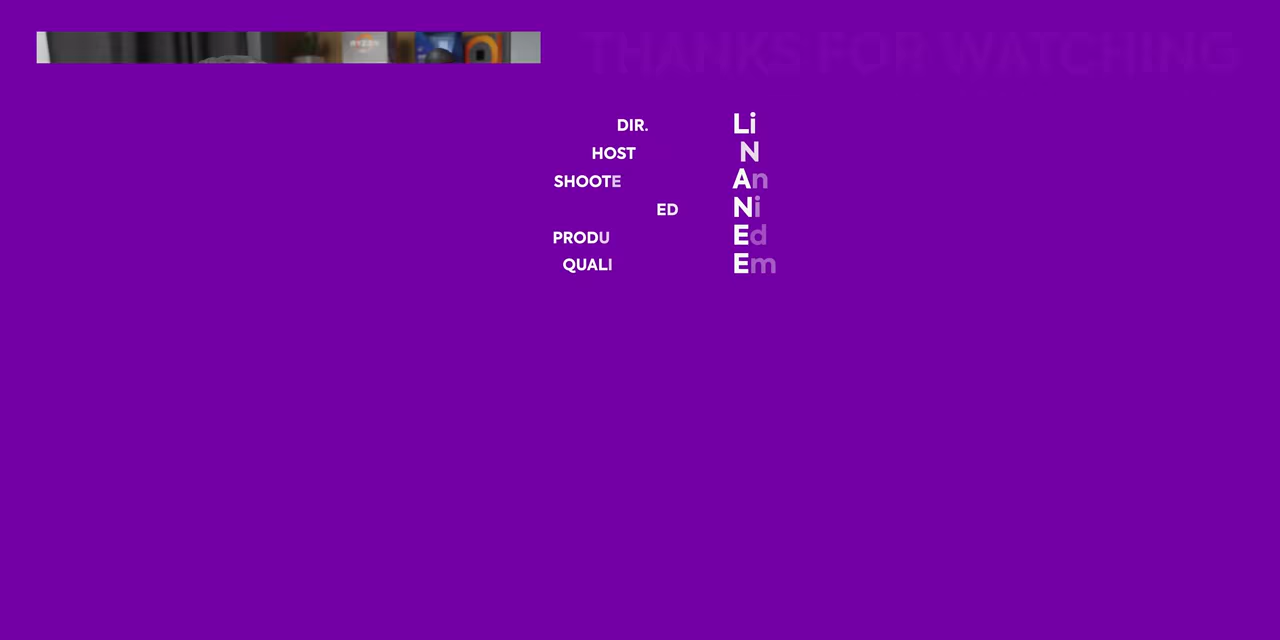 THANKS FOR WATCHING
DIR. Li
HOST N
SHOOTE An
ED Ni
PRODU Ed
QUALI Em